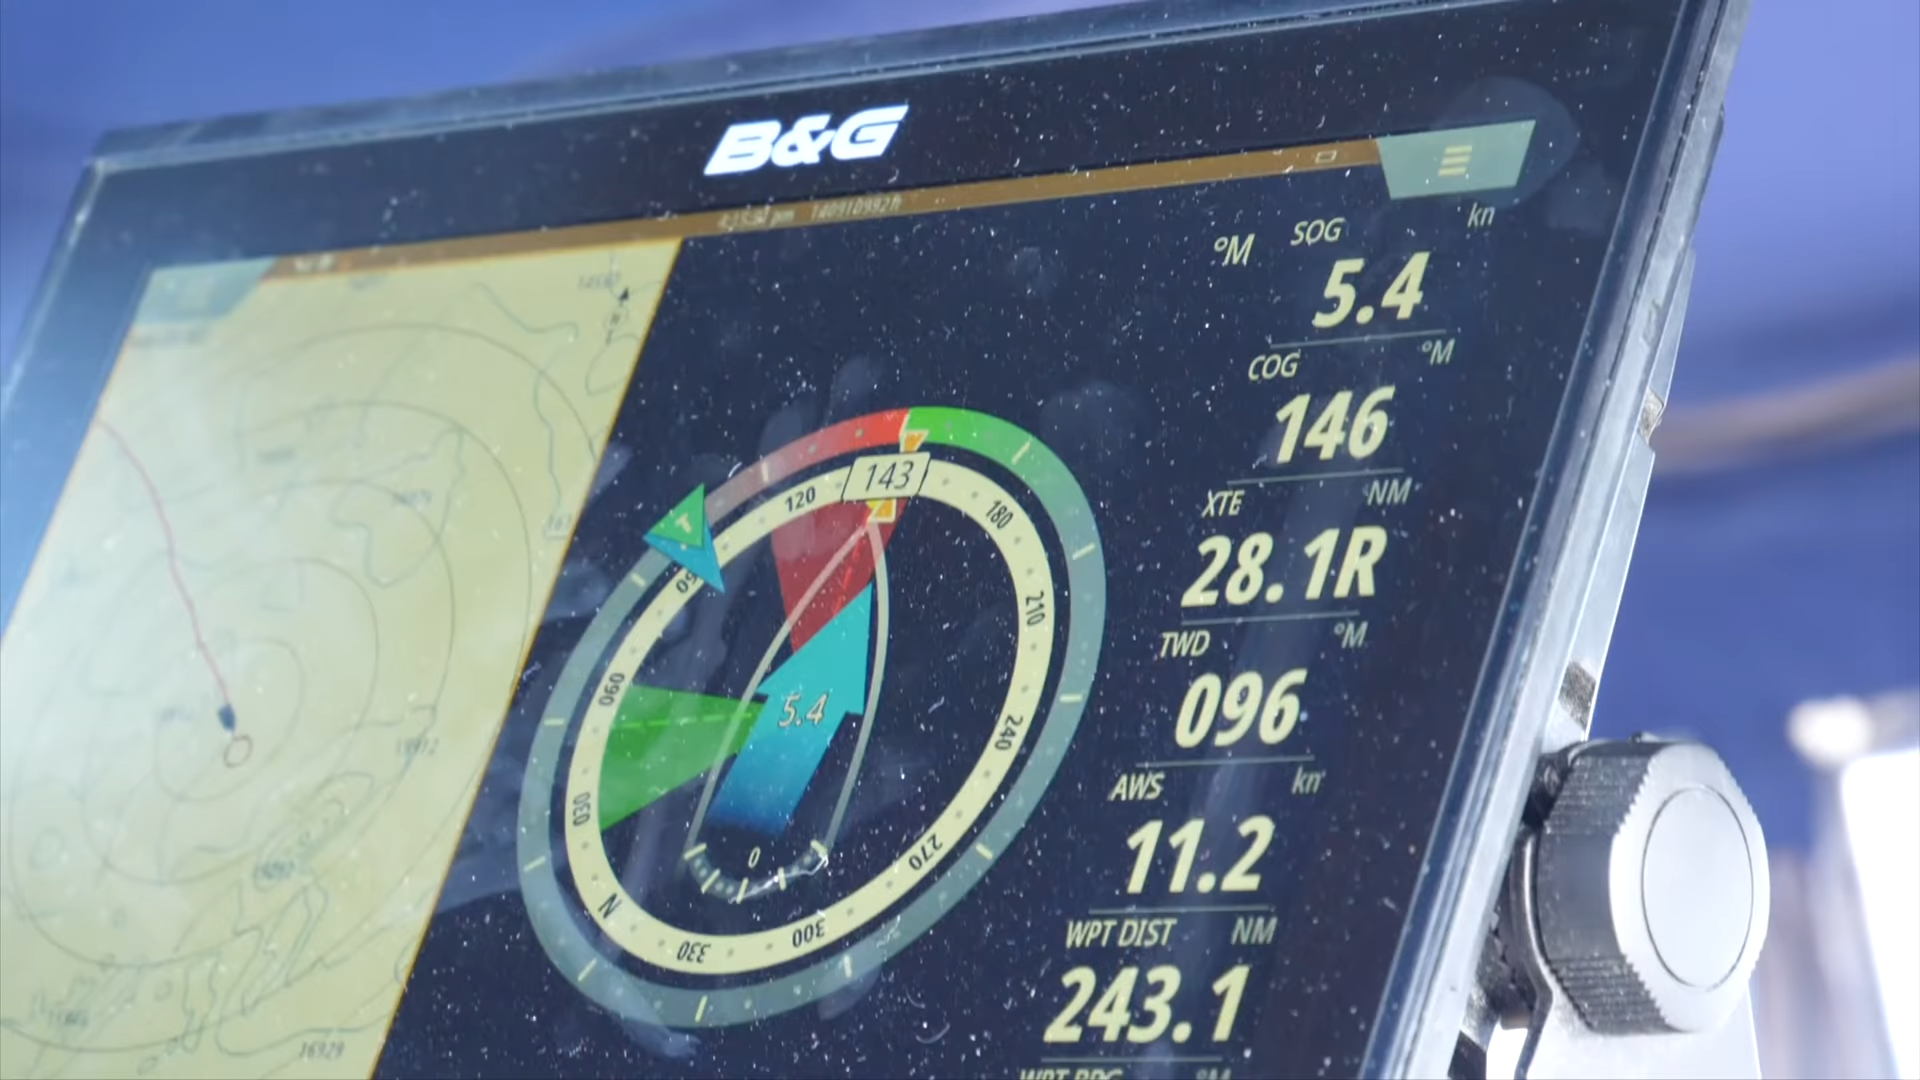 B&G
°M
SOG
kn
5.4
COG
°M
146
XTE
NM
28.1R
TWD
°M
096
AWS
kn
11.2
WPT DIST
NM
243.1
143
120
180
210
240
270
300
330
N
030
060
090
T
5.4
0
16929